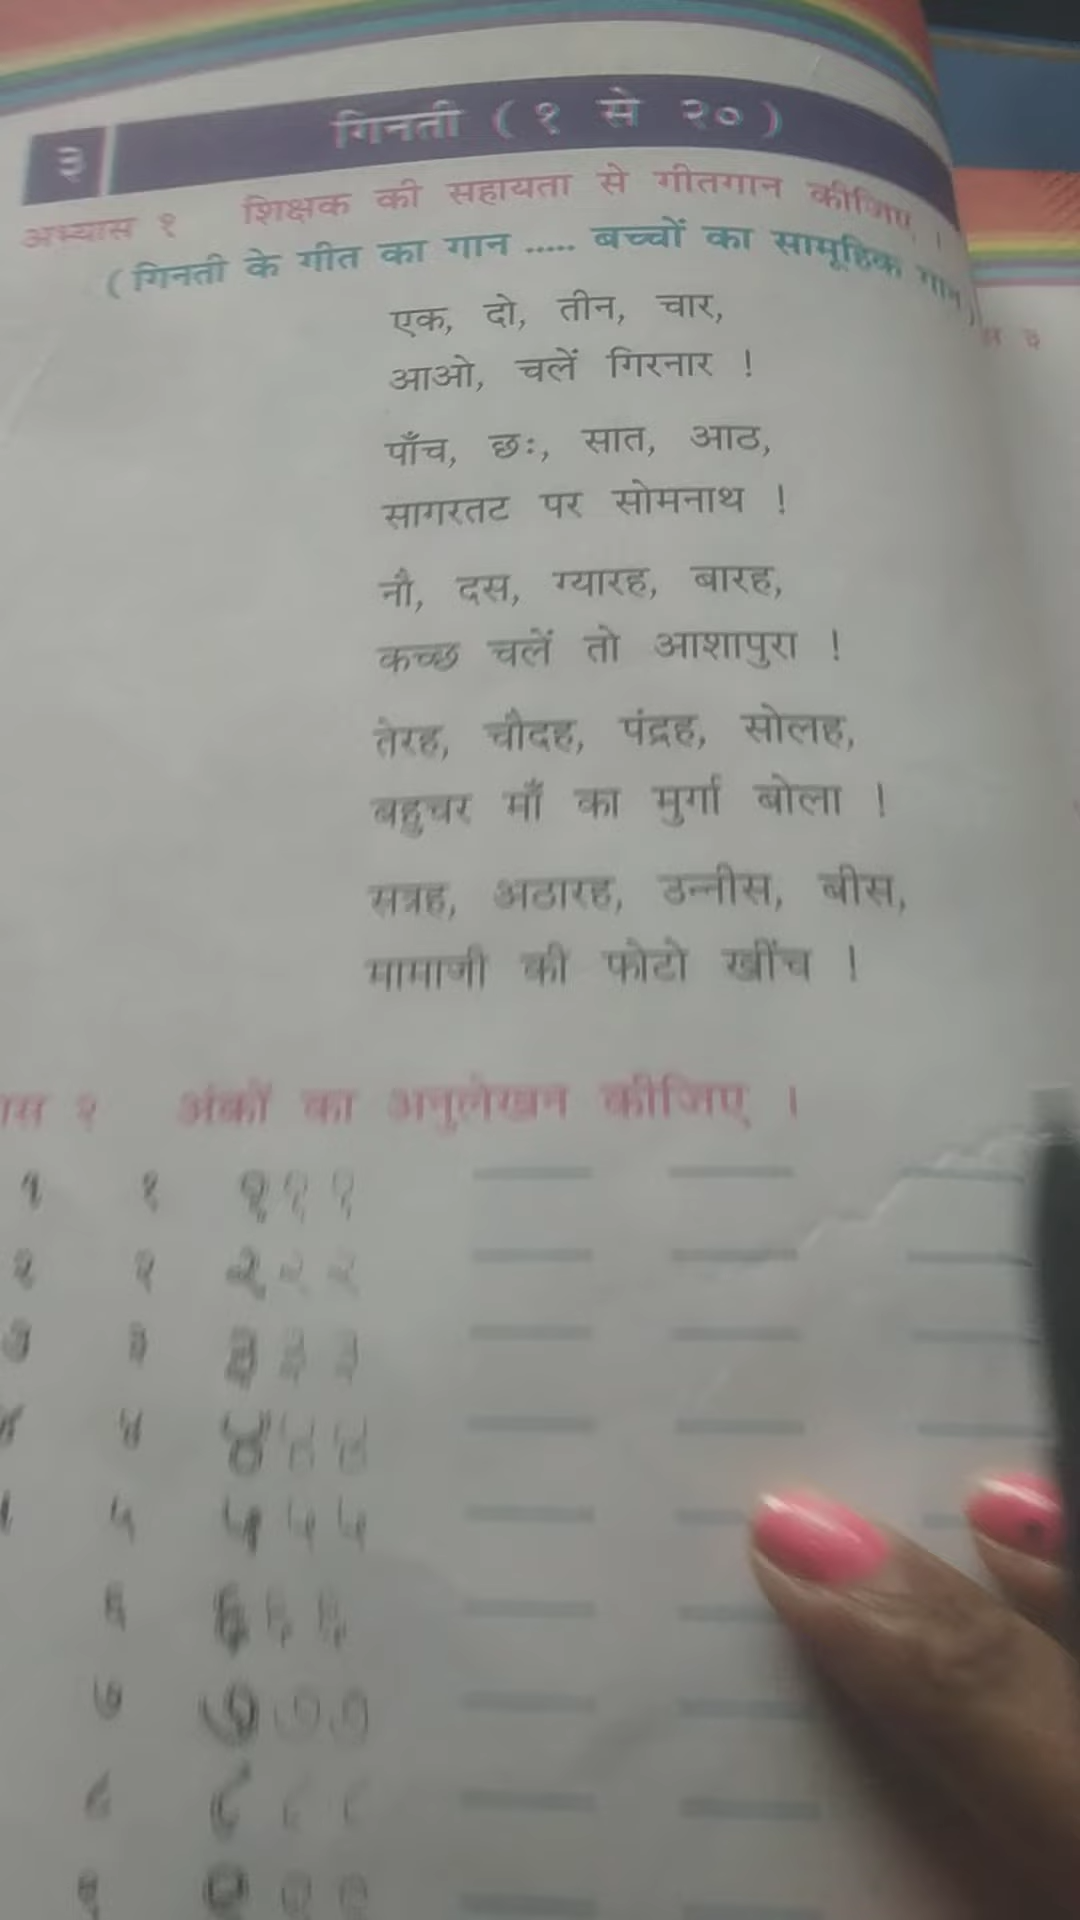 ३ गिनती ( १ से २० )
अभ्यास १ शिक्षक की सहायता से गीतगान कीजिए ।
( गिनती के गीत का गान ..... बच्चों का सामूहिक गान )
एक, दो, तीन, चार,
आओ, चलें गिरनार !
पाँच, छः, सात, आठ,
सागरतट पर सोमनाथ !
नौ, दस, ग्यारह, बारह,
कच्छ चलें तो आशापुरा !
तेरह, चौदह, पंद्रह, सोलह,
बहुचर माँ का मुर्गा बोला !
सत्रह, अठारह, उन्नीस, बीस,
मामाजी की फोटो खींच !
२ अंकों का अनुलेखन कीजिए ।
१ १ १ १ १
२ २ २ २ २
३ ३ ३ ३ ३
४ ४ ४ ४ ४
५ ५ ५ ५
६ ६ ६ ६
७ ७ ७ ७
८ ८ ८ ८
९ ९ ९ ९